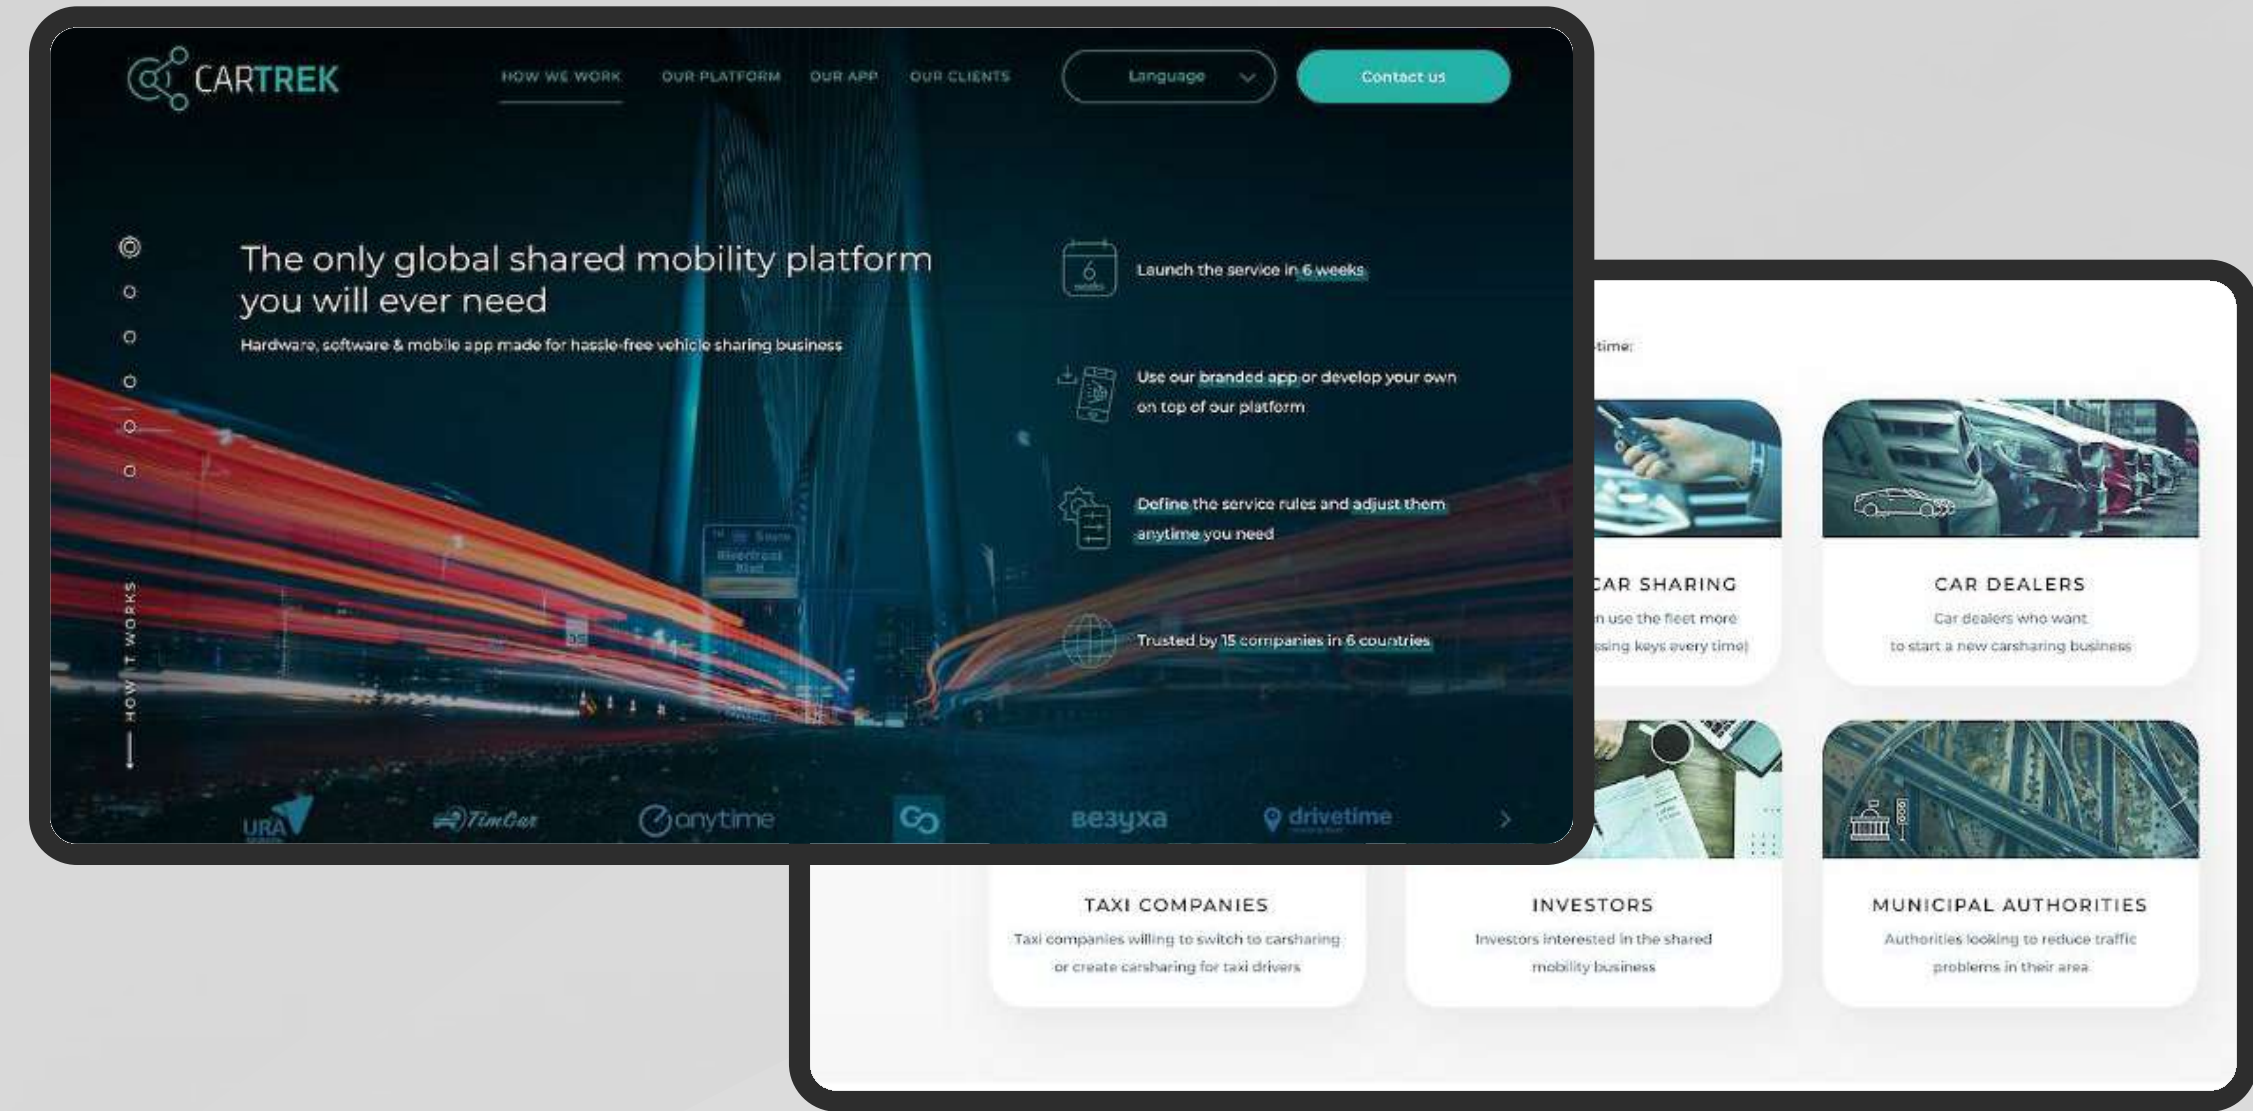 CARTREK
HOW WE WORK
OUR PLATFORM
OUR APP
OUR CLIENTS
Language
Contact us
The only global shared mobility platform
you will ever need
Hardware, software & mobile app made for hassle-free vehicle sharing business
6
weeks
Launch the service in 6 weeks
Use our branded app or develop your own
on top of our platform
Define the service rules and adjust them
anytime you need
Trusted by 15 companies in 6 countries
HOW IT WORKS
South
Riverfront
Blvd
35
URA
TimCar
anytime
везуха
drivetime
time:
CAR SHARING
use the fleet more
keys every time)
CAR DEALERS
Car dealers who want
to start a new carsharing business
TAXI COMPANIES
Taxi companies willing to switch to carsharing
or create carsharing for taxi drivers
INVESTORS
Investors interested in the shared
mobility business
MUNICIPAL AUTHORITIES
Authorities looking to reduce traffic
problems in their area